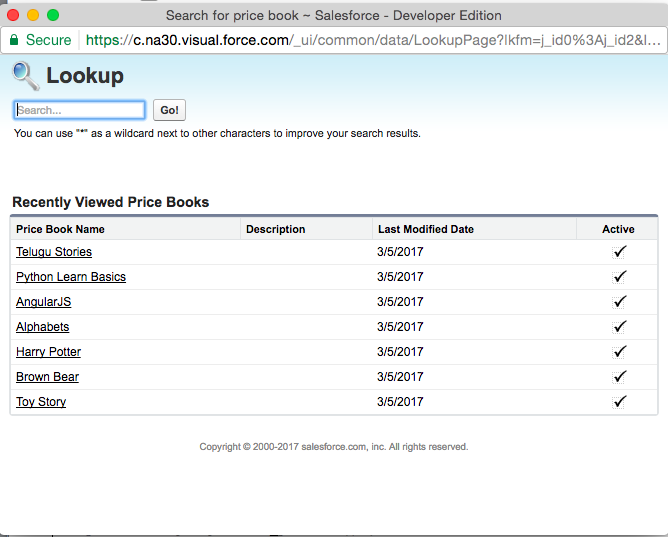 Search for price book ~ Salesforce - Developer Edition
Secure https://c.na30.visual.force.com/_ui/common/data/LookupPage?lkfm=j_id0%3Aj_id2&l...
Lookup
Search... Go!
You can use "*" as a wildcard next to other characters to improve your search results.
Recently Viewed Price Books
Price Book Name Description Last Modified Date Active
Telugu Stories 3/5/2017
Python Learn Basics 3/5/2017
AngularJS 3/5/2017
Alphabets 3/5/2017
Harry Potter 3/5/2017
Brown Bear 3/5/2017
Toy Story 3/5/2017
Copyright © 2000-2017 salesforce.com, inc. All rights reserved.